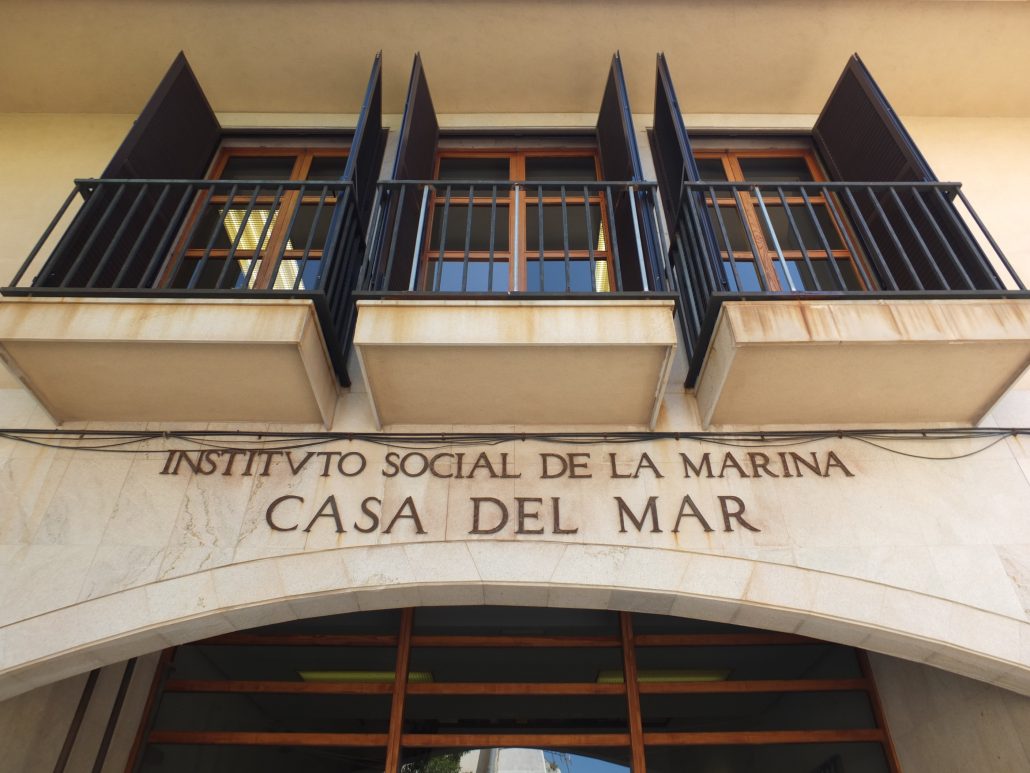 INSTITVTO SOCIAL DE LA MARINA
CASA DEL MAR